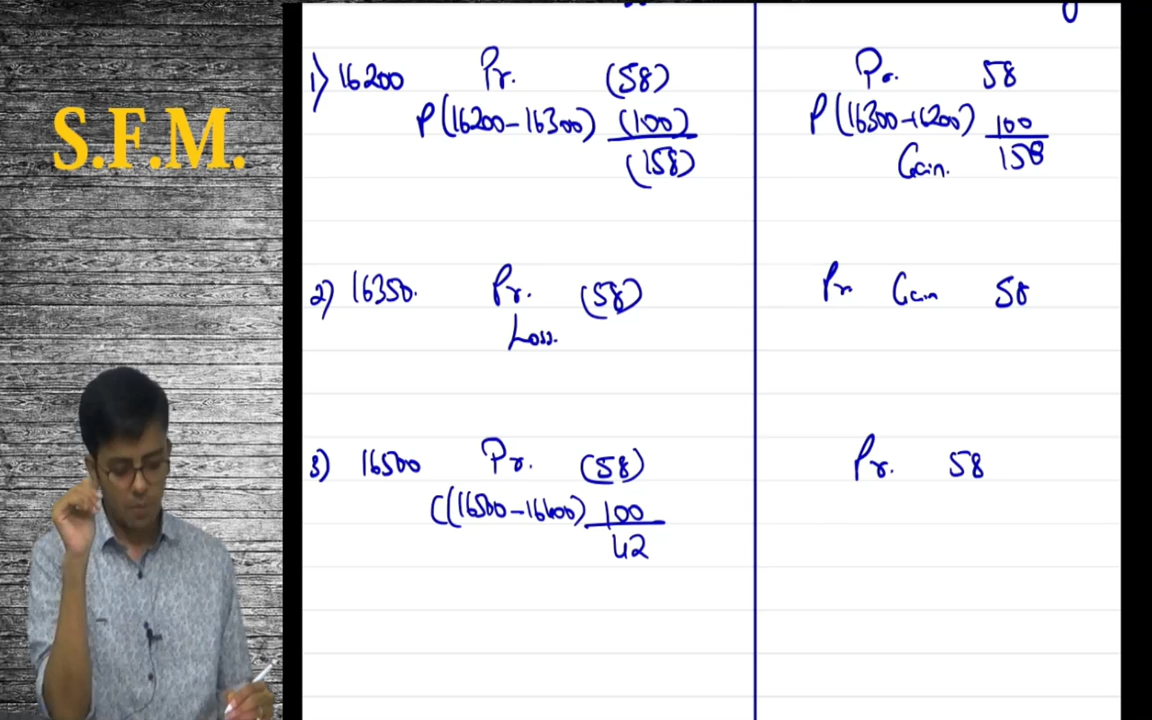 S.F.M.
1) 16200 Pr. (58)
P(16200-16300) (100)
(158)
Pr. 58
P(16300-16200) 100
Gain. 158
2) 16350. Pr. (58)
Loss.
Pr Gain 58
3) 16500 Pr. (58)
C(16500-16400) 100
42
Pr. 58